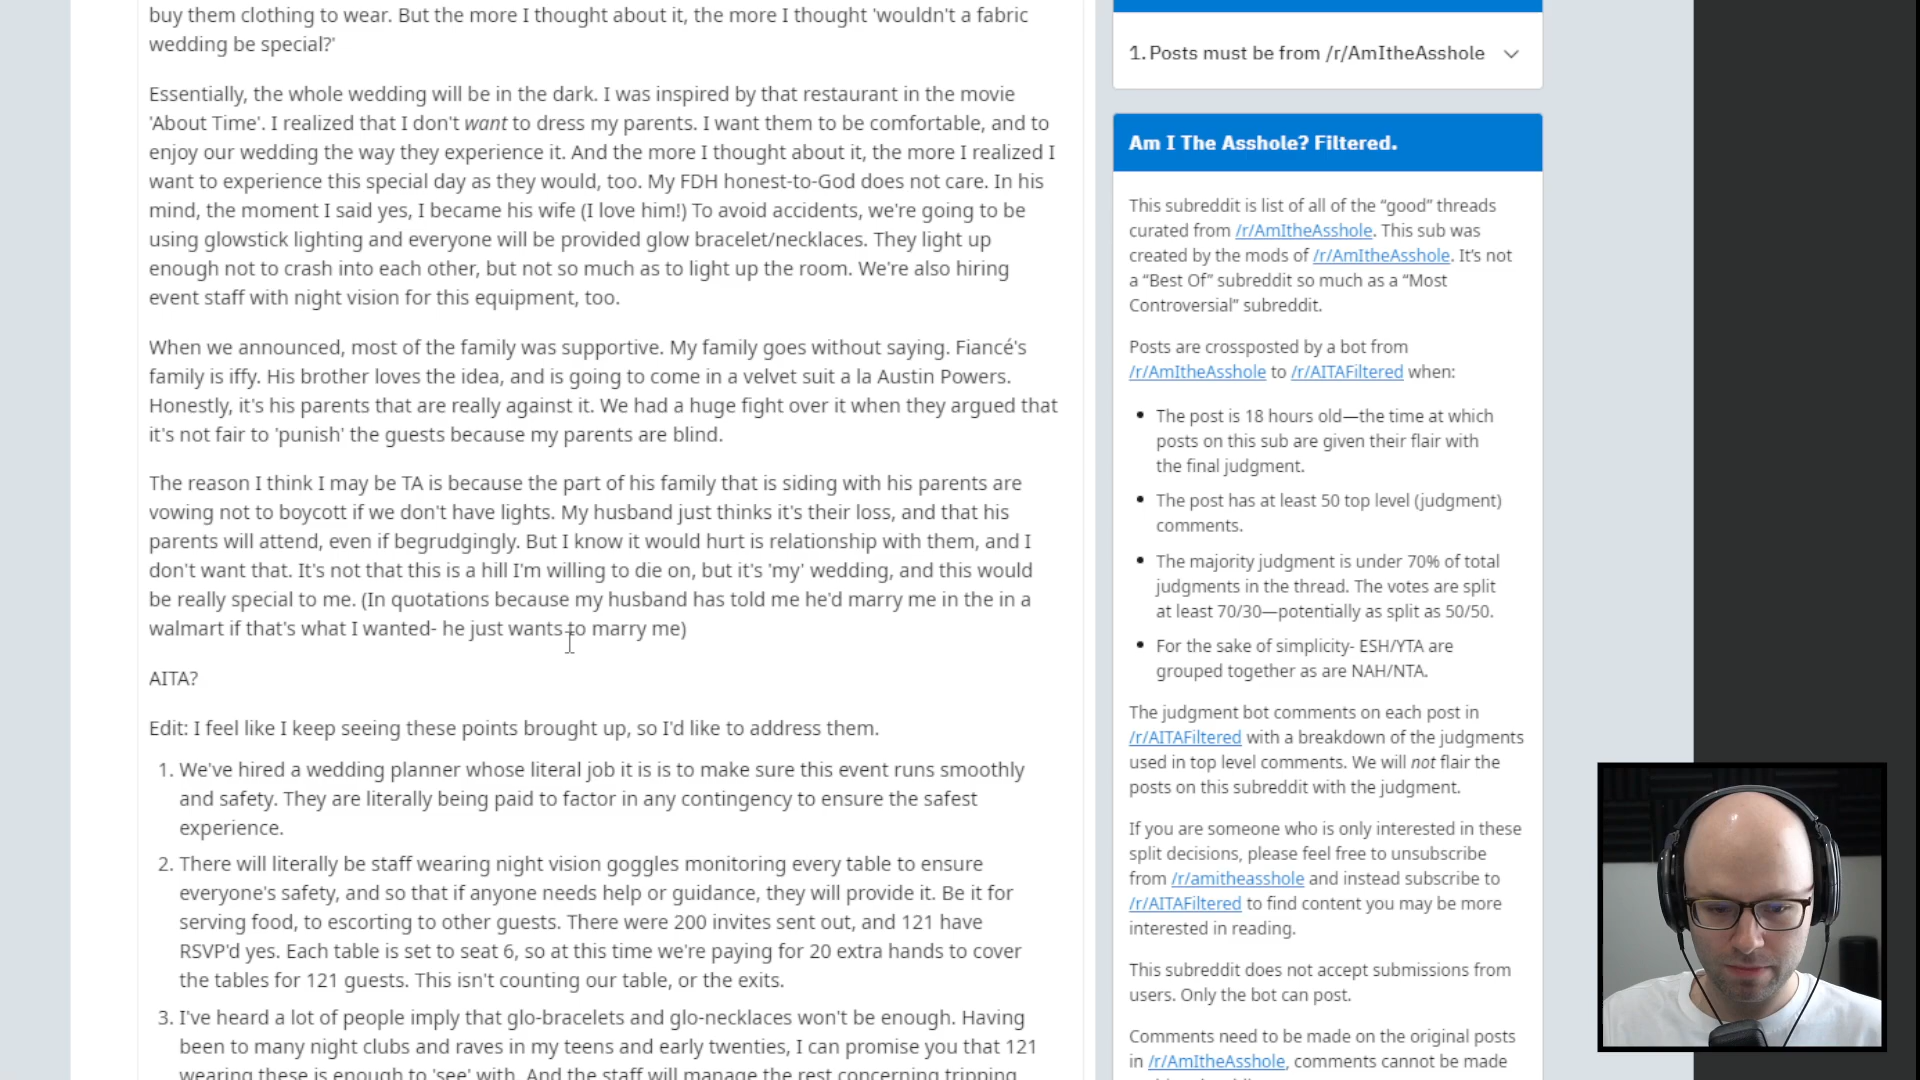 buy them clothing to wear. But the more I thought about it, the more I thought 'wouldn't a fabric
wedding be special?'
Essentially, the whole wedding will be in the dark. I was inspired by that restaurant in the movie
'About Time'. I realized that I don't want to dress my parents. I want them to be comfortable, and to
enjoy our wedding the way they experience it. And the more I thought about it, the more I realized I
want to experience this special day as they would, too. My FDH honest-to-God does not care. In his
mind, the moment I said yes, I became his wife (I love him!) To avoid accidents, we're going to be
using glowstick lighting and everyone will be provided glow bracelet/necklaces. They light up
enough not to crash into each other, but not so much as to light up the room. We're also hiring
event staff with night vision for this equipment, too.
When we announced, most of the family was supportive. My family goes without saying. Fiancé's
family is iffy. His brother loves the idea, and is going to come in a velvet suit a la Austin Powers.
Honestly, it's his parents that are really against it. We had a huge fight over it when they argued that
it's not fair to 'punish' the guests because my parents are blind.
The reason I think I may be TA is because the part of his family that is siding with his parents are
vowing not to boycott if we don't have lights. My husband just thinks it's their loss, and that his
parents will attend, even if begrudgingly. But I know it would hurt is relationship with them, and I
don't want that. It's not that this is a hill I'm willing to die on, but it's 'my' wedding, and this would
be really special to me. (In quotations because my husband has told me he'd marry me in the in a
walmart if that's what I wanted- he just wants to marry me)
AITA?
Edit: I feel like I keep seeing these points brought up, so I'd like to address them.
1. We've hired a wedding planner whose literal job it is is to make sure this event runs smoothly
and safety. They are literally being paid to factor in any contingency to ensure the safest
experience.
2. There will literally be staff wearing night vision goggles monitoring every table to ensure
everyone's safety, and so that if anyone needs help or guidance, they will provide it. Be it for
serving food, to escorting to other guests. There were 200 invites sent out, and 121 have
RSVP'd yes. Each table is set to seat 6, so at this time we're paying for 20 extra hands to cover
the tables for 121 guests. This isn't counting our table, or the exits.
3. I've heard a lot of people imply that glo-bracelets and glo-necklaces won't be enough. Having
been to many night clubs and raves in my teens and early twenties, I can promise you that 121
wearing these is enough to 'see' with. And the staff will manage the rest concerning tripping
1. Posts must be from /r/AmItheAsshole
Am I The Asshole? Filtered.
This subreddit is list of all of the “good” threads
curated from /r/AmItheAsshole. This sub was
created by the mods of /r/AmItheAsshole. It’s not
a “Best Of” subreddit so much as a “Most
Controversial” subreddit.
Posts are crossposted by a bot from
/r/AmItheAsshole to /r/AITAFiltered when:
• The post is 18 hours old—the time at which
posts on this sub are given their flair with
the final judgment.
• The post has at least 50 top level (judgment)
comments.
• The majority judgment is under 70% of total
judgments in the thread. The votes are split
at least 70/30—potentially as split as 50/50.
• For the sake of simplicity- ESH/YTA are
grouped together as are NAH/NTA.
The judgment bot comments on each post in
/r/AITAFiltered with a breakdown of the judgments
used in top level comments. We will not flair the
posts on this subreddit with the judgment.
If you are someone who is only interested in these
split decisions, please feel free to unsubscribe
from /r/amitheasshole and instead subscribe to
/r/AITAFiltered to find content you may be more
interested in reading.
This subreddit does not accept submissions from
users. Only the bot can post.
Comments need to be made on the original posts
in /r/AmItheAsshole, comments cannot be made